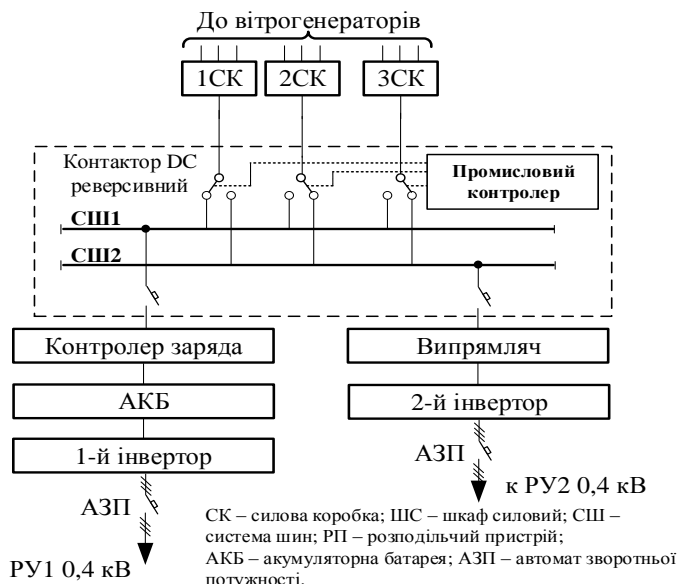 До вітрогенераторів
1СК
2СК
3СК
Контактор DC
реверсивний
Промисловий
контролер
СШ1
СШ2
Контролер заряда
Випрямляч
АКБ
2-й інвертор
1-й інвертор
АЗП
АЗП
к РУ2 0,4 кВ
РУ1 0,4 кВ
СК – силова коробка; ШС – шкаф силовий; СШ –
система шин; РП – розподільчий пристрій;
АКБ – акумуляторна батарея; АЗП – автомат зворотньої
потужності.